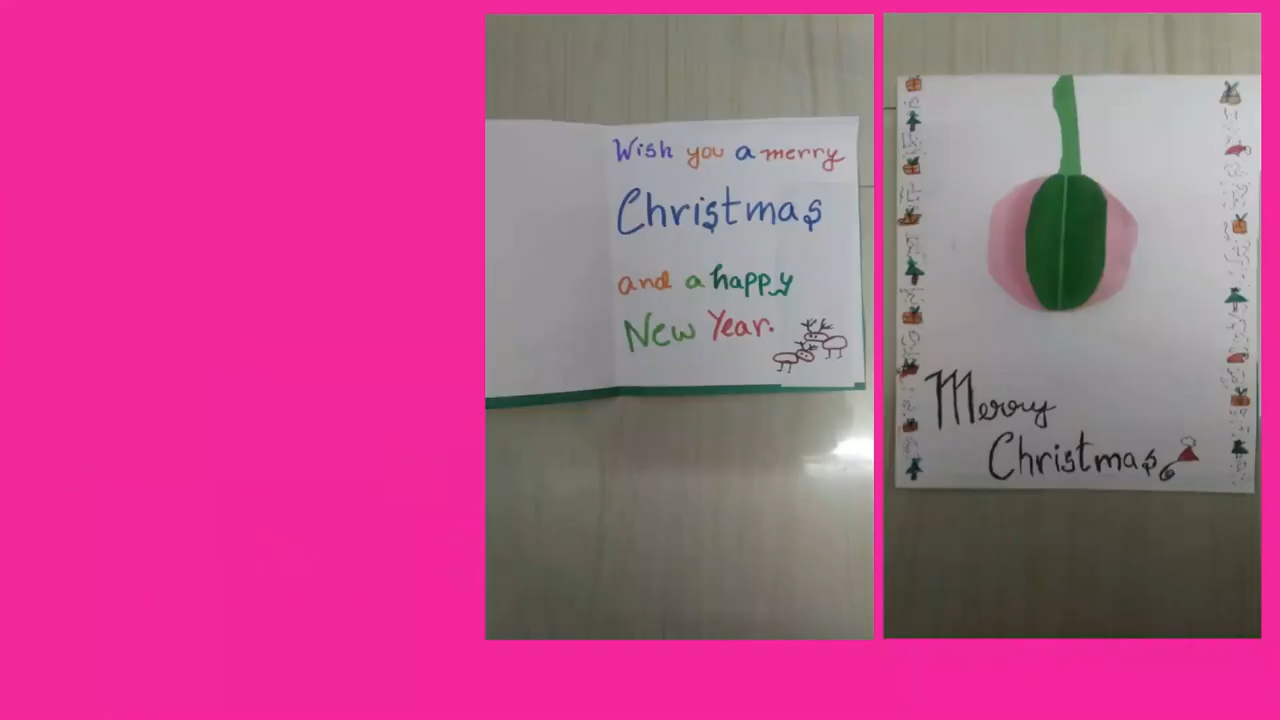 Wish you a merry
Christmas
and a happy
New Year.
Merry
Christmas